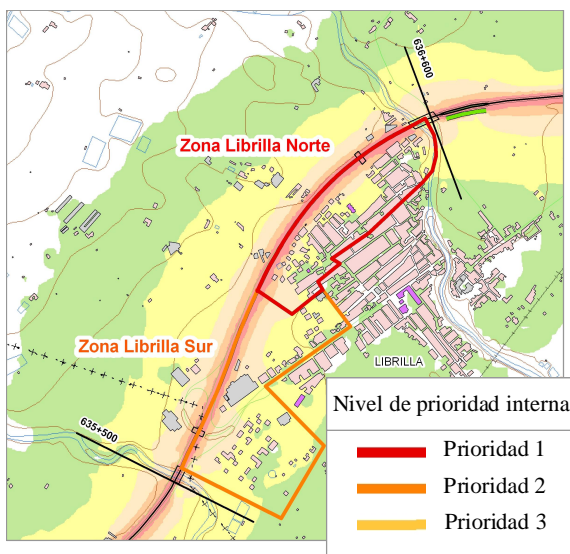 636+600
Zona Librilla Norte
Zona Librilla Sur
LIBRILLA
635+500
Nivel de prioridad interna
Prioridad 1
Prioridad 2
Prioridad 3